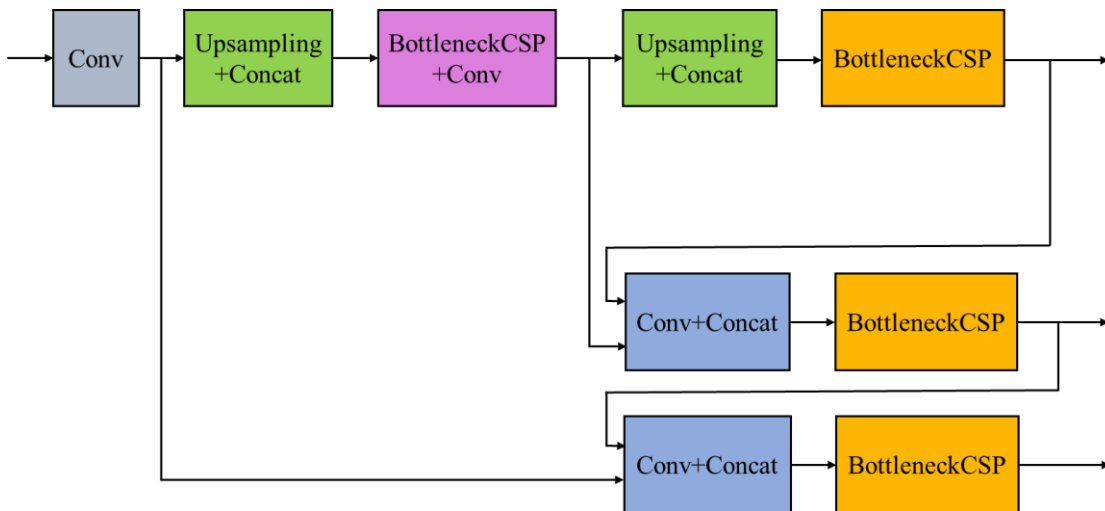 Conv
Upsampling
+Concat
BottleneckCSP
+Conv
Upsampling
+Concat
BottleneckCSP
Conv+Concat
BottleneckCSP
Conv+Concat
BottleneckCSP